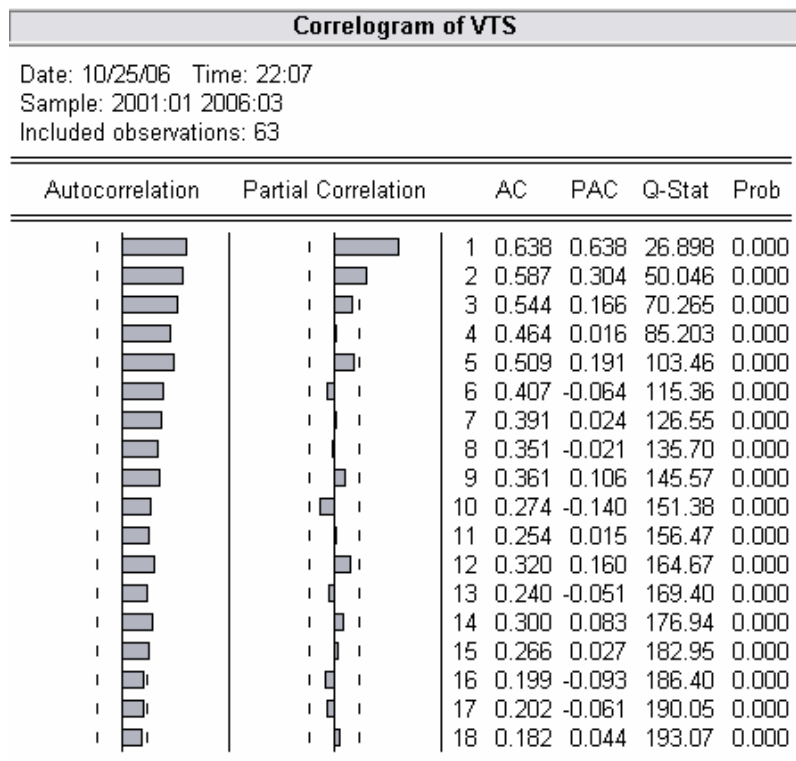 Correlogram of VTS
Date: 10/25/06 Time: 22:07
Sample: 2001:01 2006:03
Included observations: 63
Autocorrelation Partial Correlation AC PAC Q-Stat Prob
1 0.638 0.638 26.898 0.000
2 0.587 0.304 50.046 0.000
3 0.544 0.166 70.265 0.000
4 0.464 0.016 85.203 0.000
5 0.509 0.191 103.46 0.000
6 0.407 -0.064 115.36 0.000
7 0.391 0.024 126.55 0.000
8 0.351 -0.021 135.70 0.000
9 0.361 0.106 145.57 0.000
10 0.274 -0.140 151.38 0.000
11 0.254 0.015 156.47 0.000
12 0.320 0.160 164.67 0.000
13 0.240 -0.051 169.40 0.000
14 0.300 0.083 176.94 0.000
15 0.266 0.027 182.95 0.000
16 0.199 -0.093 186.40 0.000
17 0.202 -0.061 190.05 0.000
18 0.182 0.044 193.07 0.000